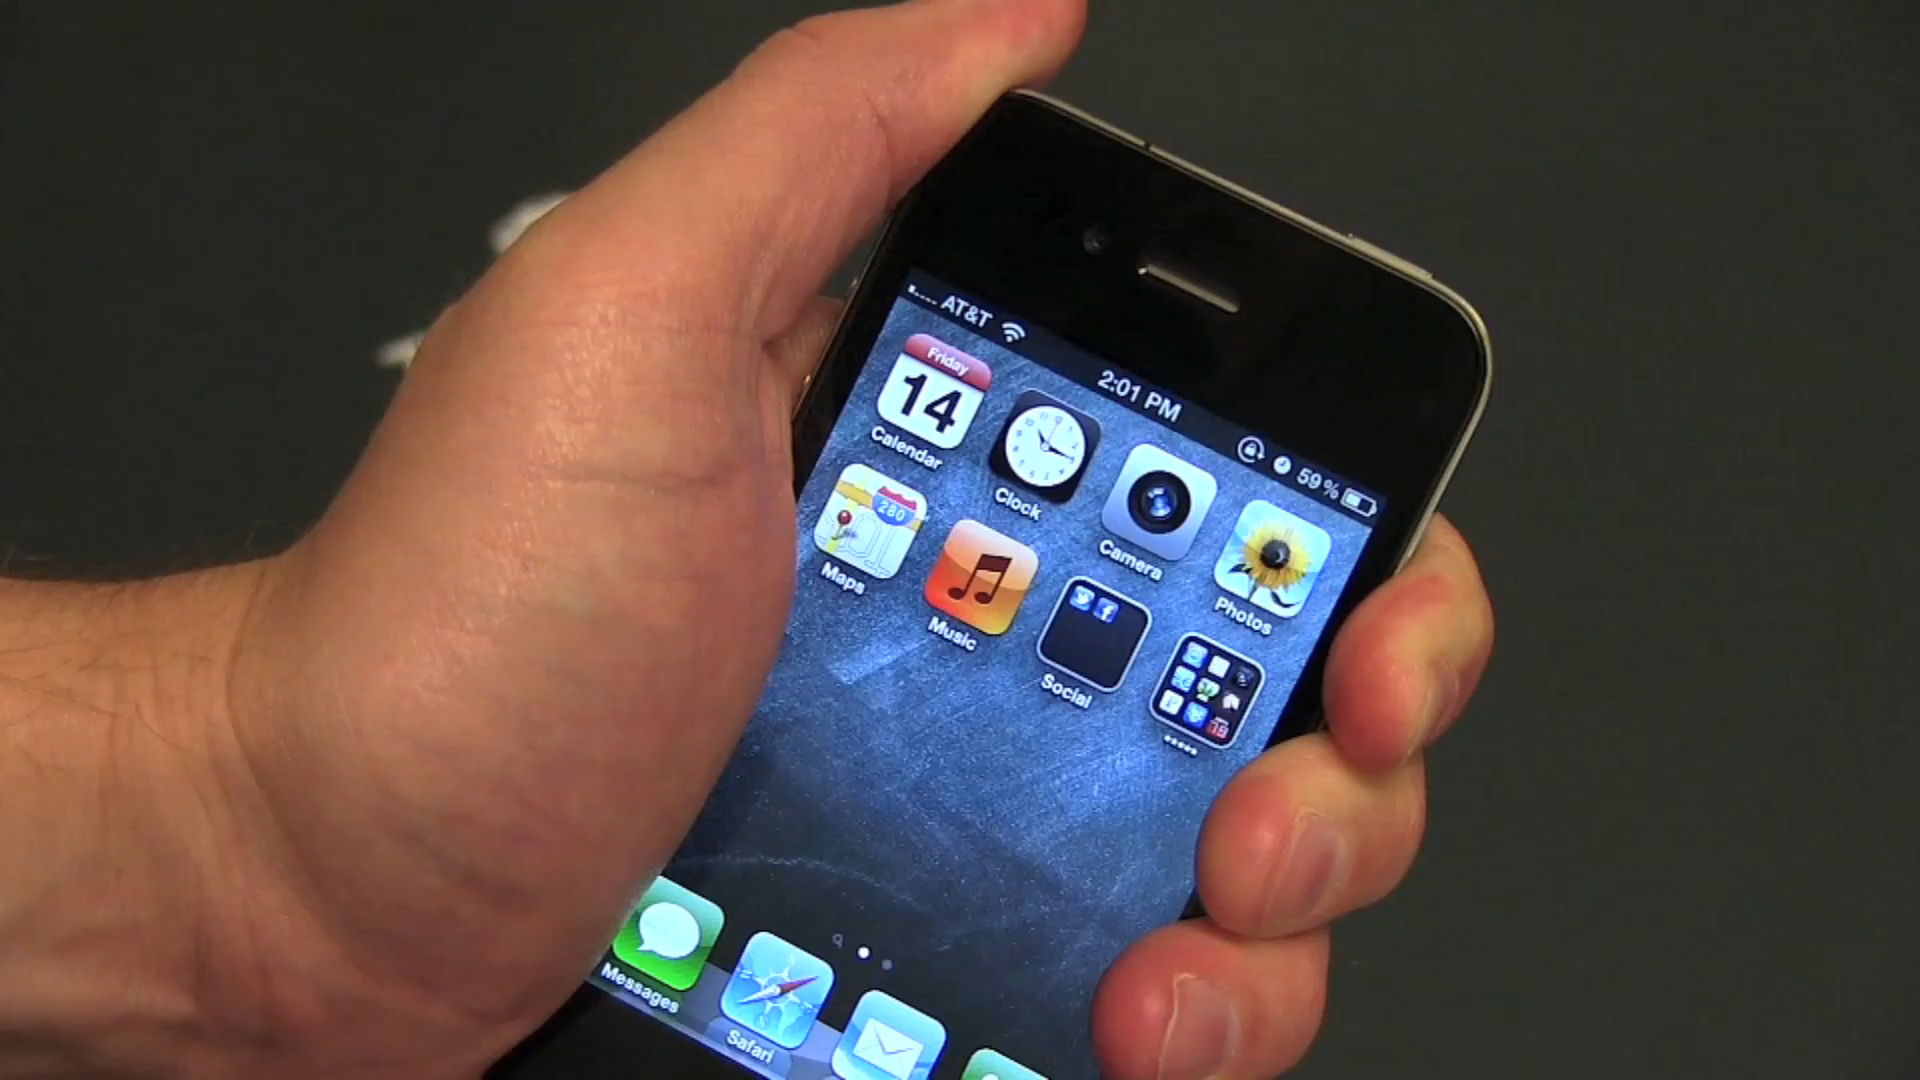 AT&T 2:01 PM 59%
Friday
14
Calendar
Clock
Camera
Photos
280
Maps
Music
Social
*****
Messages
Safari